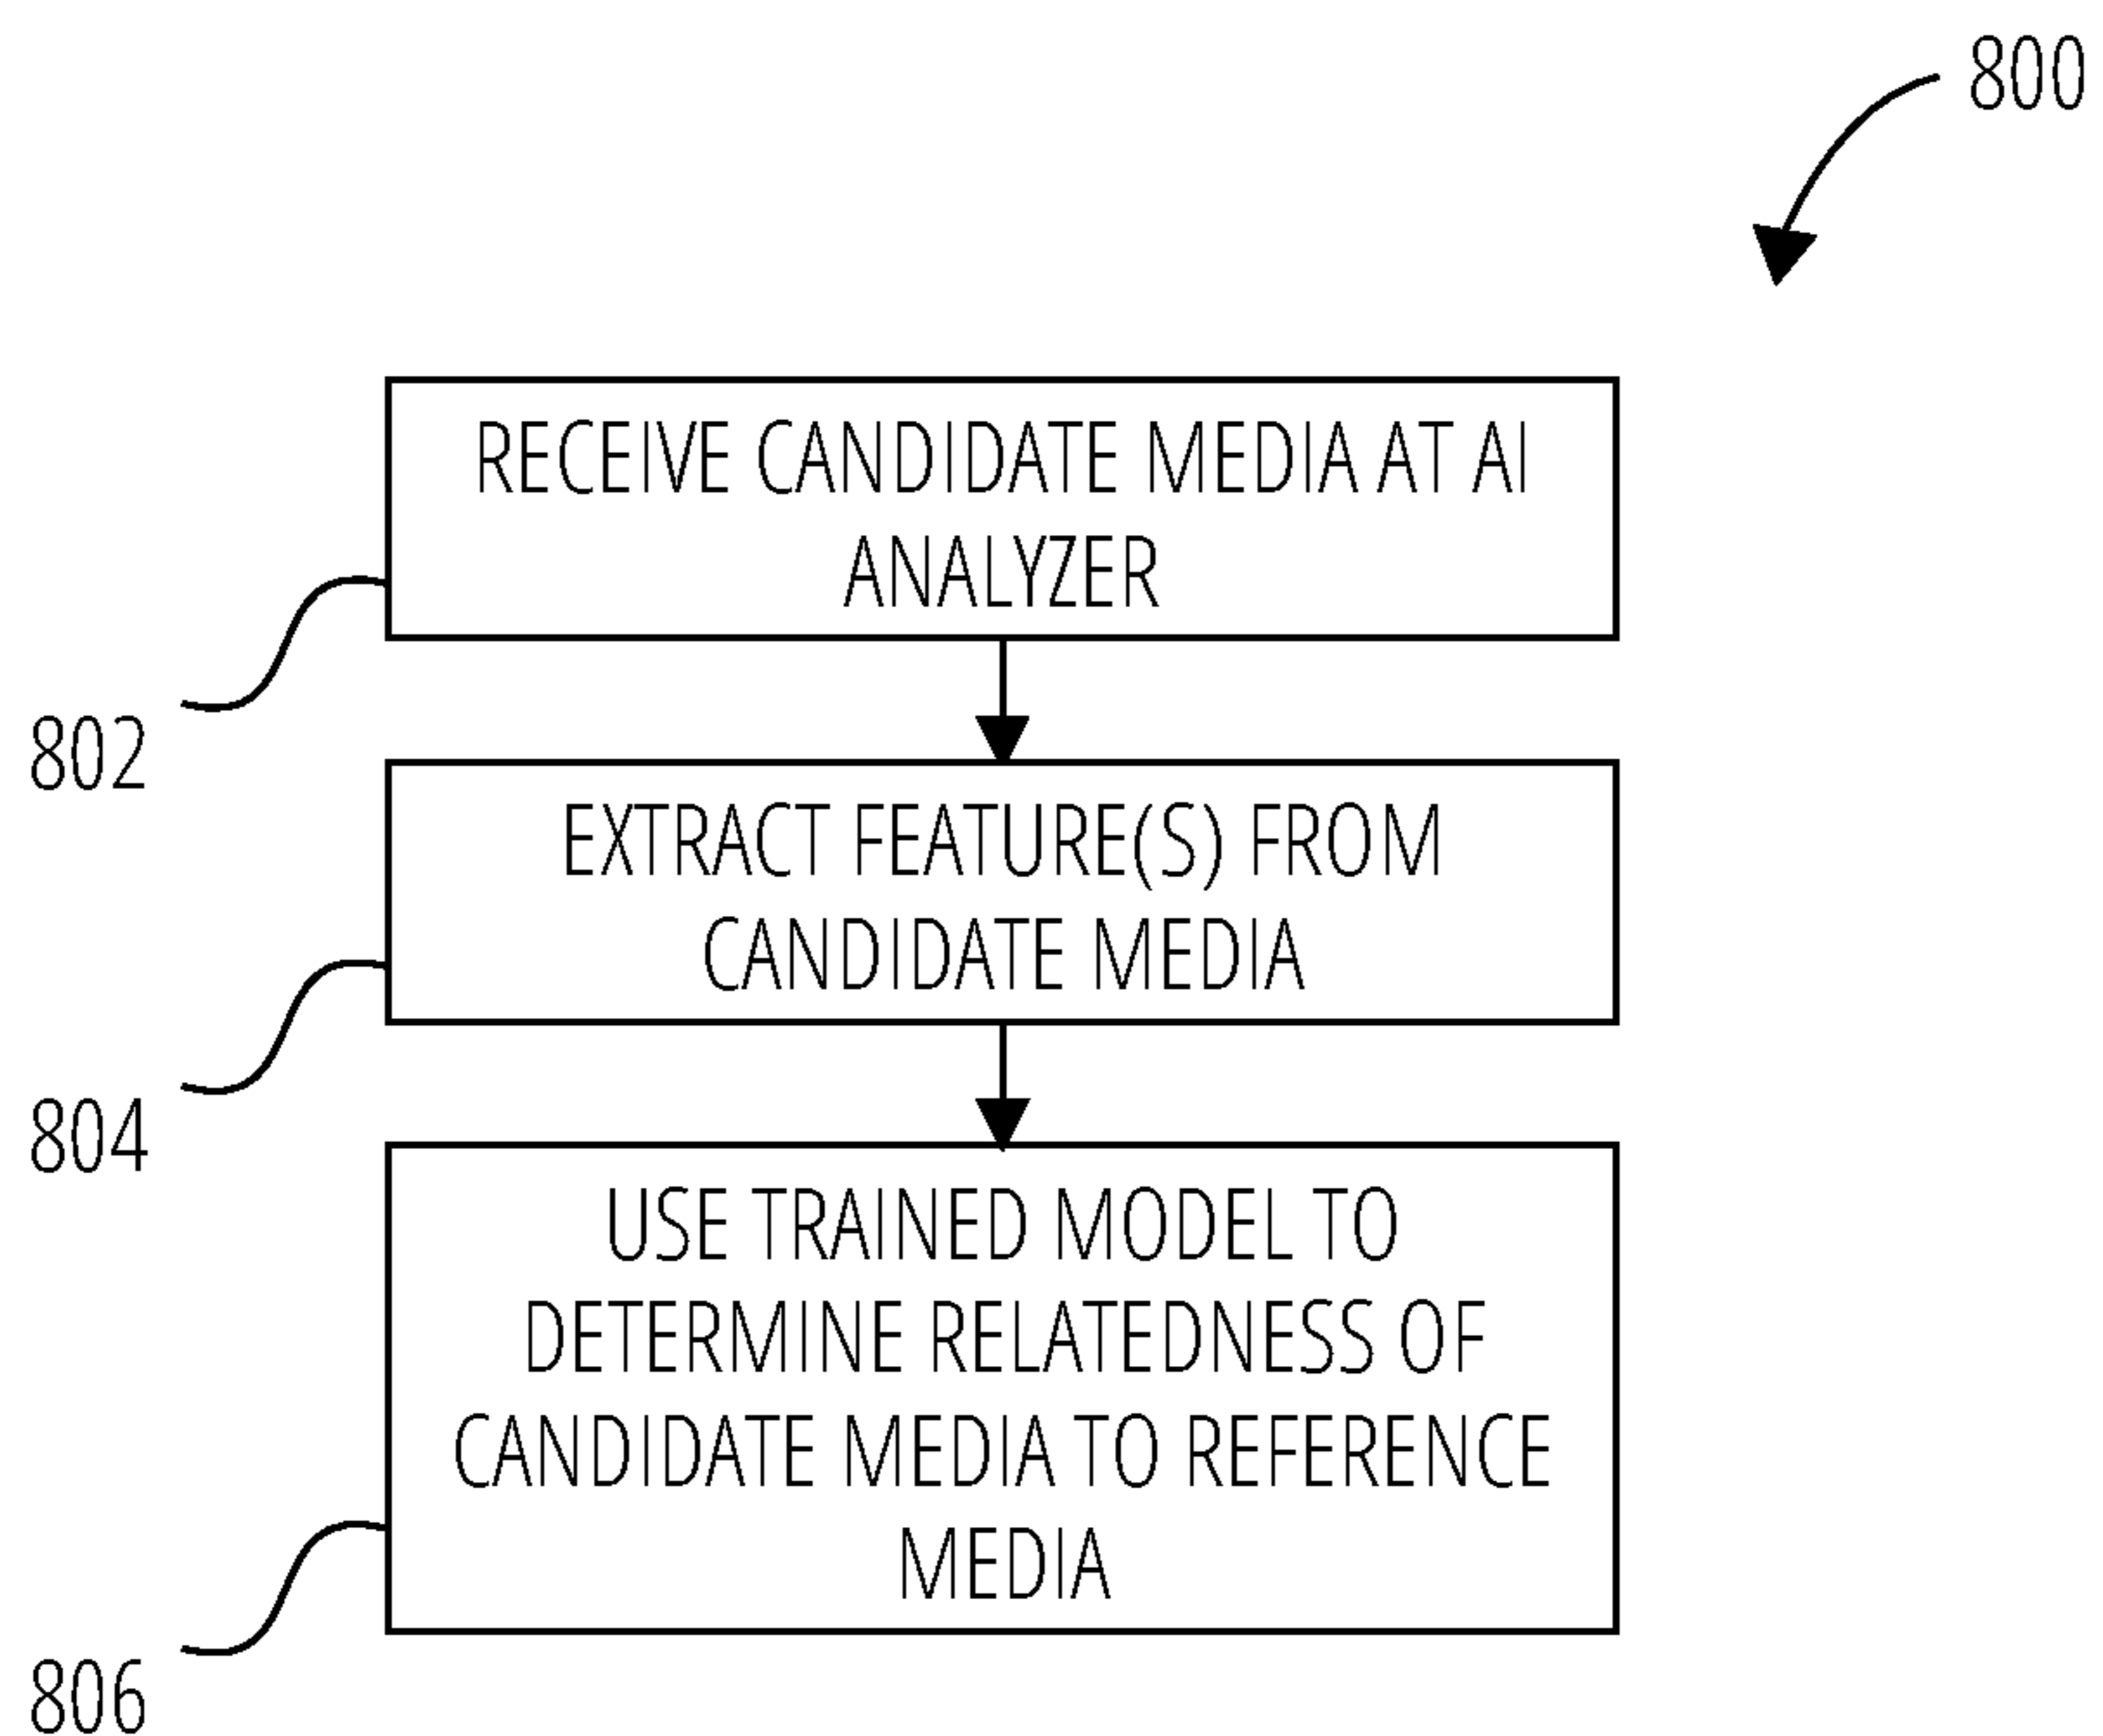 800
RECEIVE CANDIDATE MEDIA AT AI
ANALYZER
802
EXTRACT FEATURE(S) FROM
CANDIDATE MEDIA
804
USE TRAINED MODEL TO
DETERMINE RELATEDNESS OF
CANDIDATE MEDIA TO REFERENCE
MEDIA
806